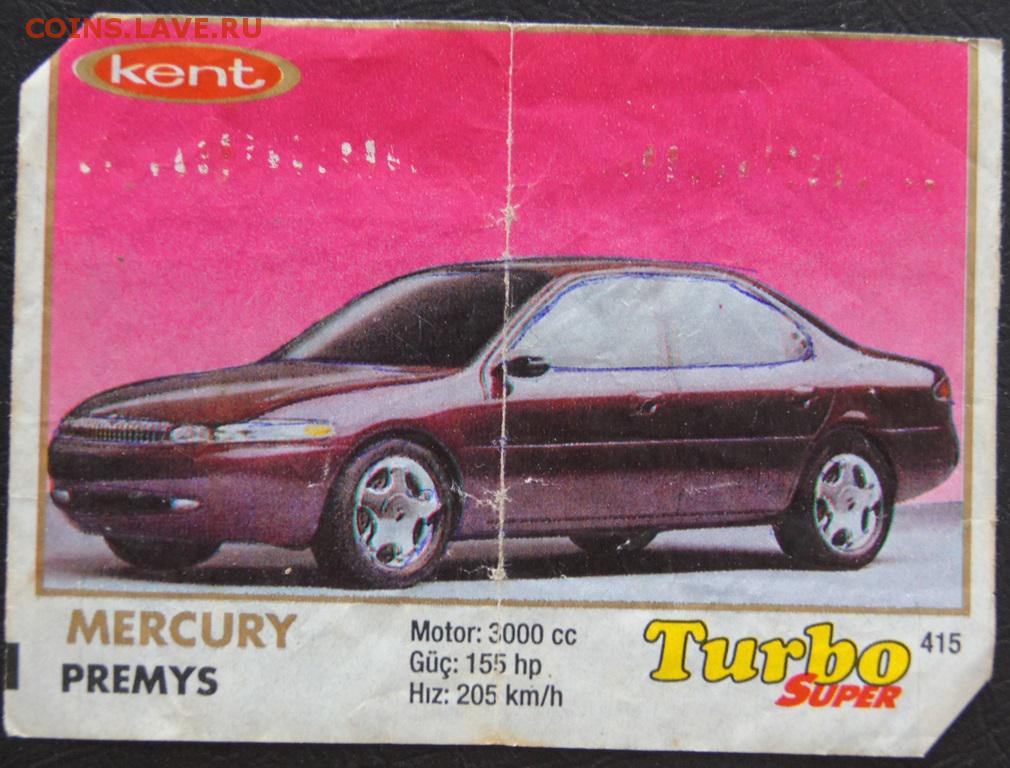 COINS.LAVE.RU
kent
MERCURY
PREMYS
Motor: 3000 cc
Güç: 155 hp
Hız: 205 km/h
Turbo
SUPER
415